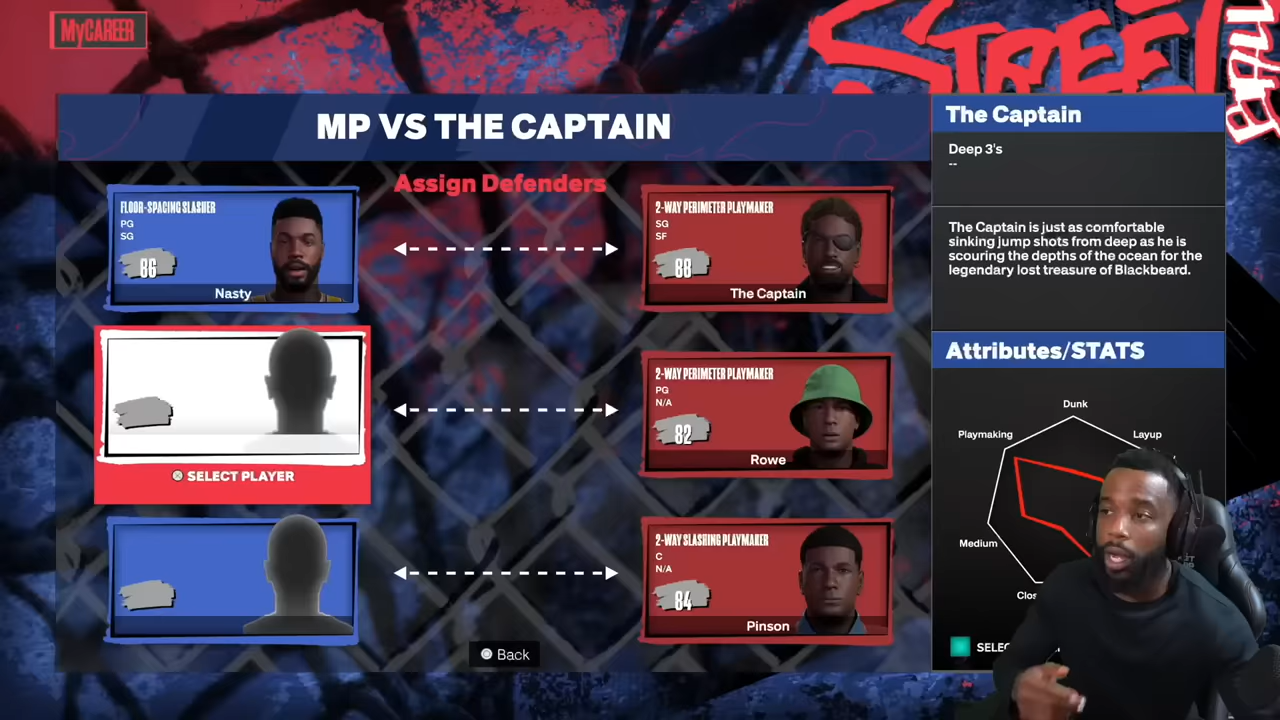 MyCAREER
STREET
MP VS THE CAPTAIN
Assign Defenders
FLOOR-SPACING SLASHER
PG
SG
86
Nasty
2-WAY PERIMETER PLAYMAKER
SG
SF
88
The Captain
SELECT PLAYER
2-WAY PERIMETER PLAYMAKER
PG
N/A
82
Rowe
2-WAY SLASHING PLAYMAKER
C
N/A
84
Pinson
Back
The Captain
Deep 3's
--
The Captain is just as comfortable
sinking jump shots from deep as he is
scouring the depths of the ocean for the
legendary lost treasure of Blackbeard.
Attributes/STATS
Dunk
Playmaking
Layup
Medium
Clos
SELEC